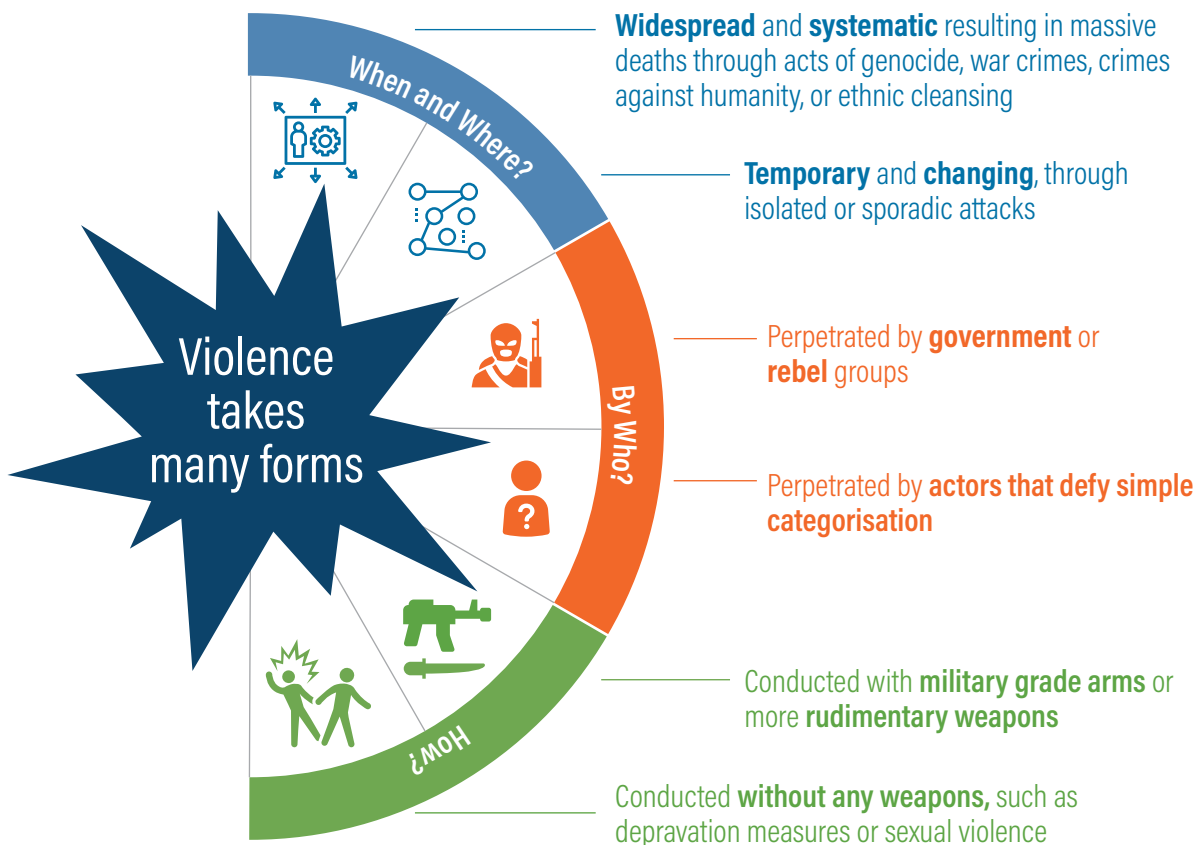 Violence
takes
many forms
When and Where?
Widespread and systematic resulting in massive
deaths through acts of genocide, war crimes, crimes
against humanity, or ethnic cleansing
Temporary and changing, through
isolated or sporadic attacks
By Who?
Perpetrated by government or
rebel groups
?
Perpetrated by actors that defy simple
categorisation
How?
Conducted with military grade arms or
more rudimentary weapons
Conducted without any weapons, such as
depravation measures or sexual violence